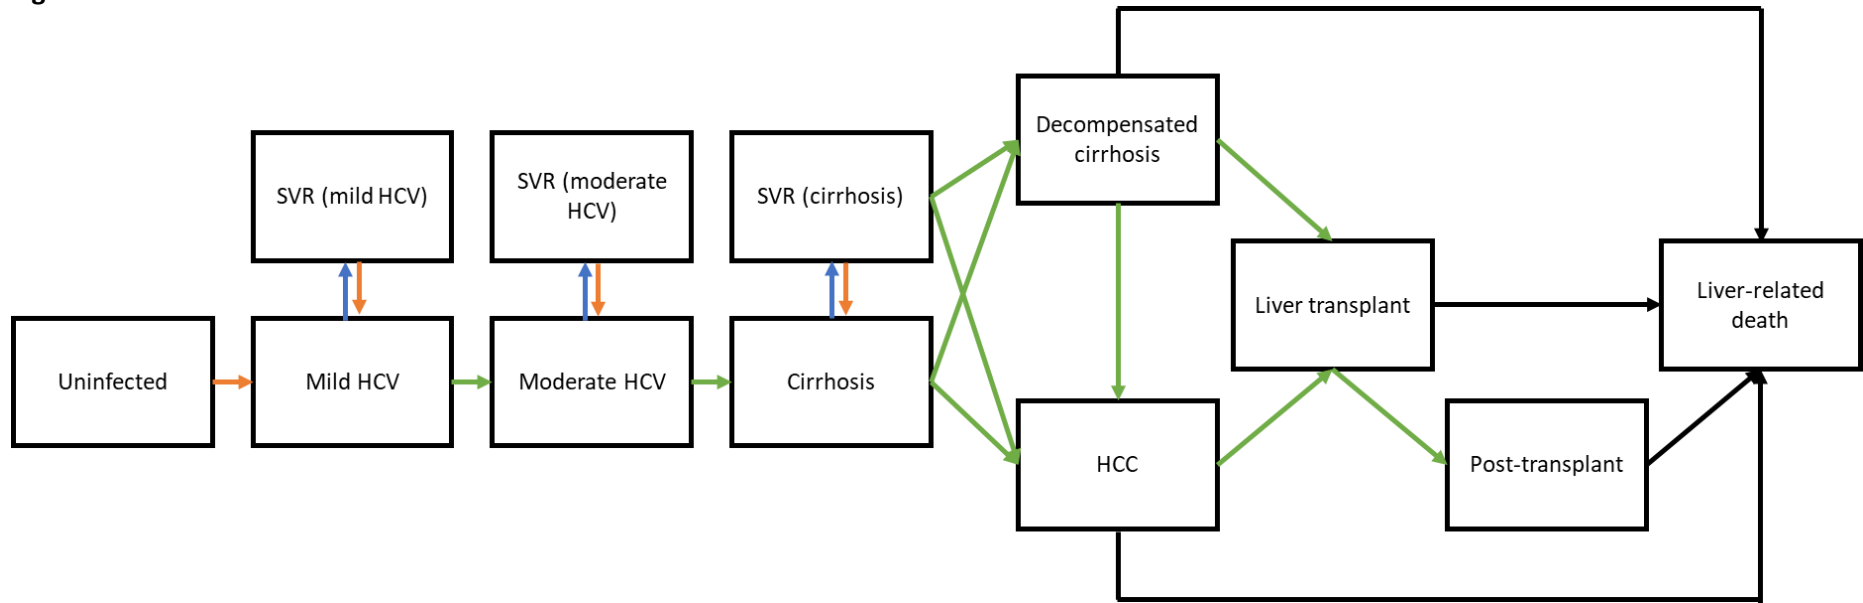 Decompensated
cirrhosis
SVR (mild HCV)
SVR (moderate
HCV)
SVR (cirrhosis)
Liver transplant
Liver-related
death
Uninfected
Mild HCV
Moderate HCV
Cirrhosis
HCC
Post-transplant